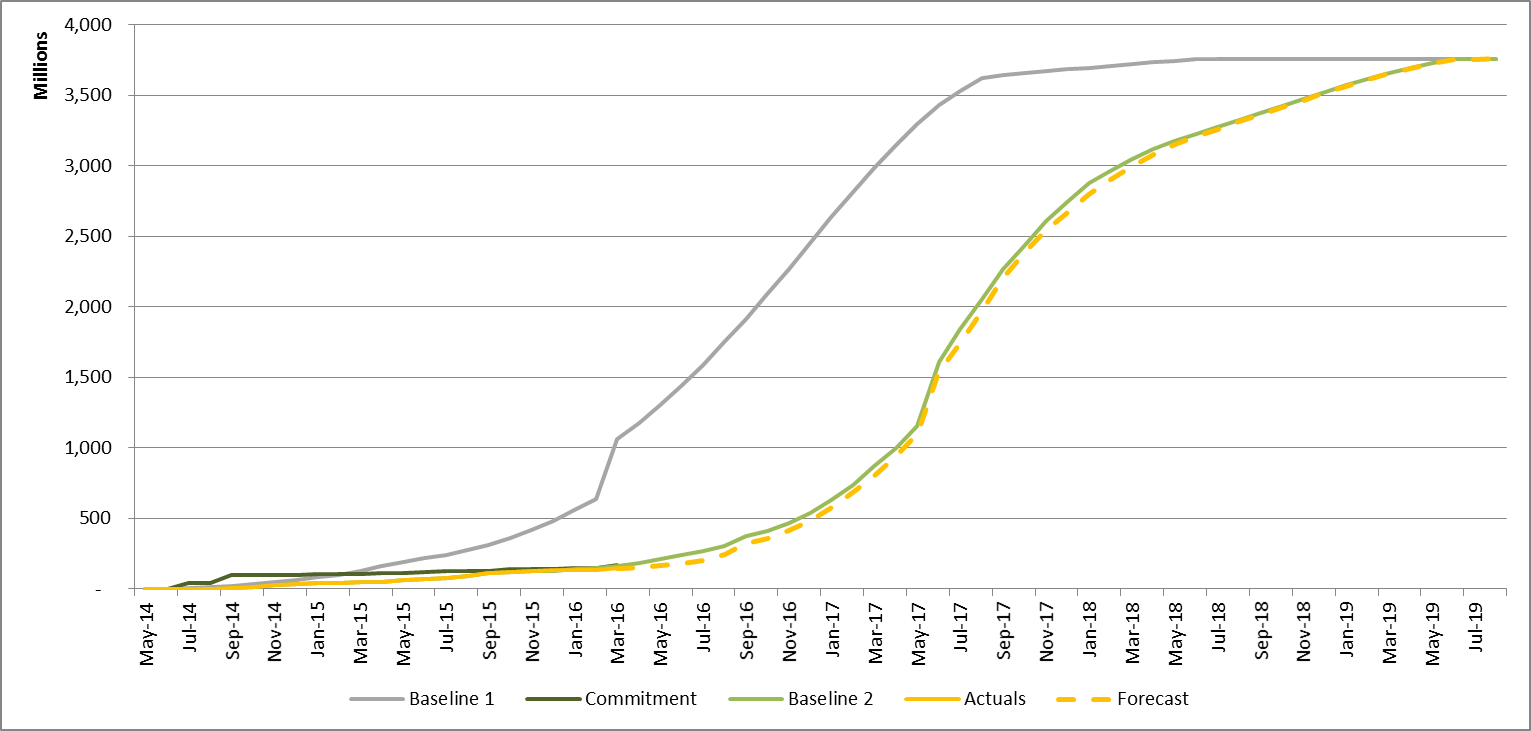 Millions
4,000
3,500
3,000
2,500
2,000
1,500
1,000
500
-
May-14
Jul-14
Sep-14
Nov-14
Jan-15
Mar-15
May-15
Jul-15
Sep-15
Nov-15
Jan-16
Mar-16
May-16
Jul-16
Sep-16
Nov-16
Jan-17
Mar-17
May-17
Jul-17
Sep-17
Nov-17
Jan-18
Mar-18
May-18
Jul-18
Sep-18
Nov-18
Jan-19
Mar-19
May-19
Jul-19
Baseline 1 Commitment Baseline 2 Actuals Forecast